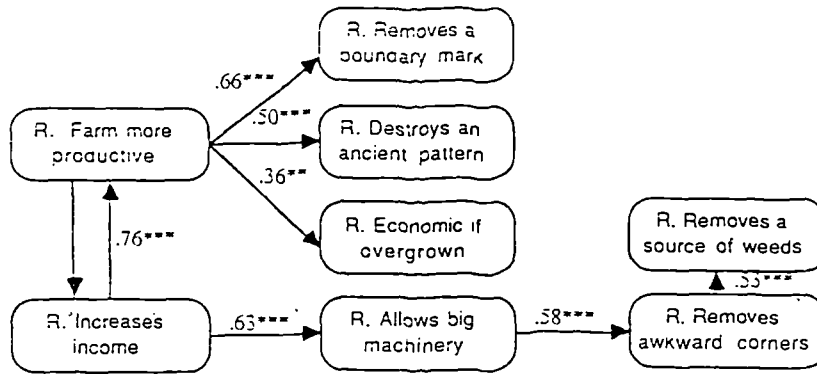 R. Removes a
boundary mark
.66***
.50***
R. Farm more
productive
R. Destroys an
ancient pattern
.36**
R. Economic if
overgrown
R. Removes a
source of weeds
.76***
.53***
R. Increases
income
.63***
R. Allows big
machinery
.58***
R. Removes
awkward corners